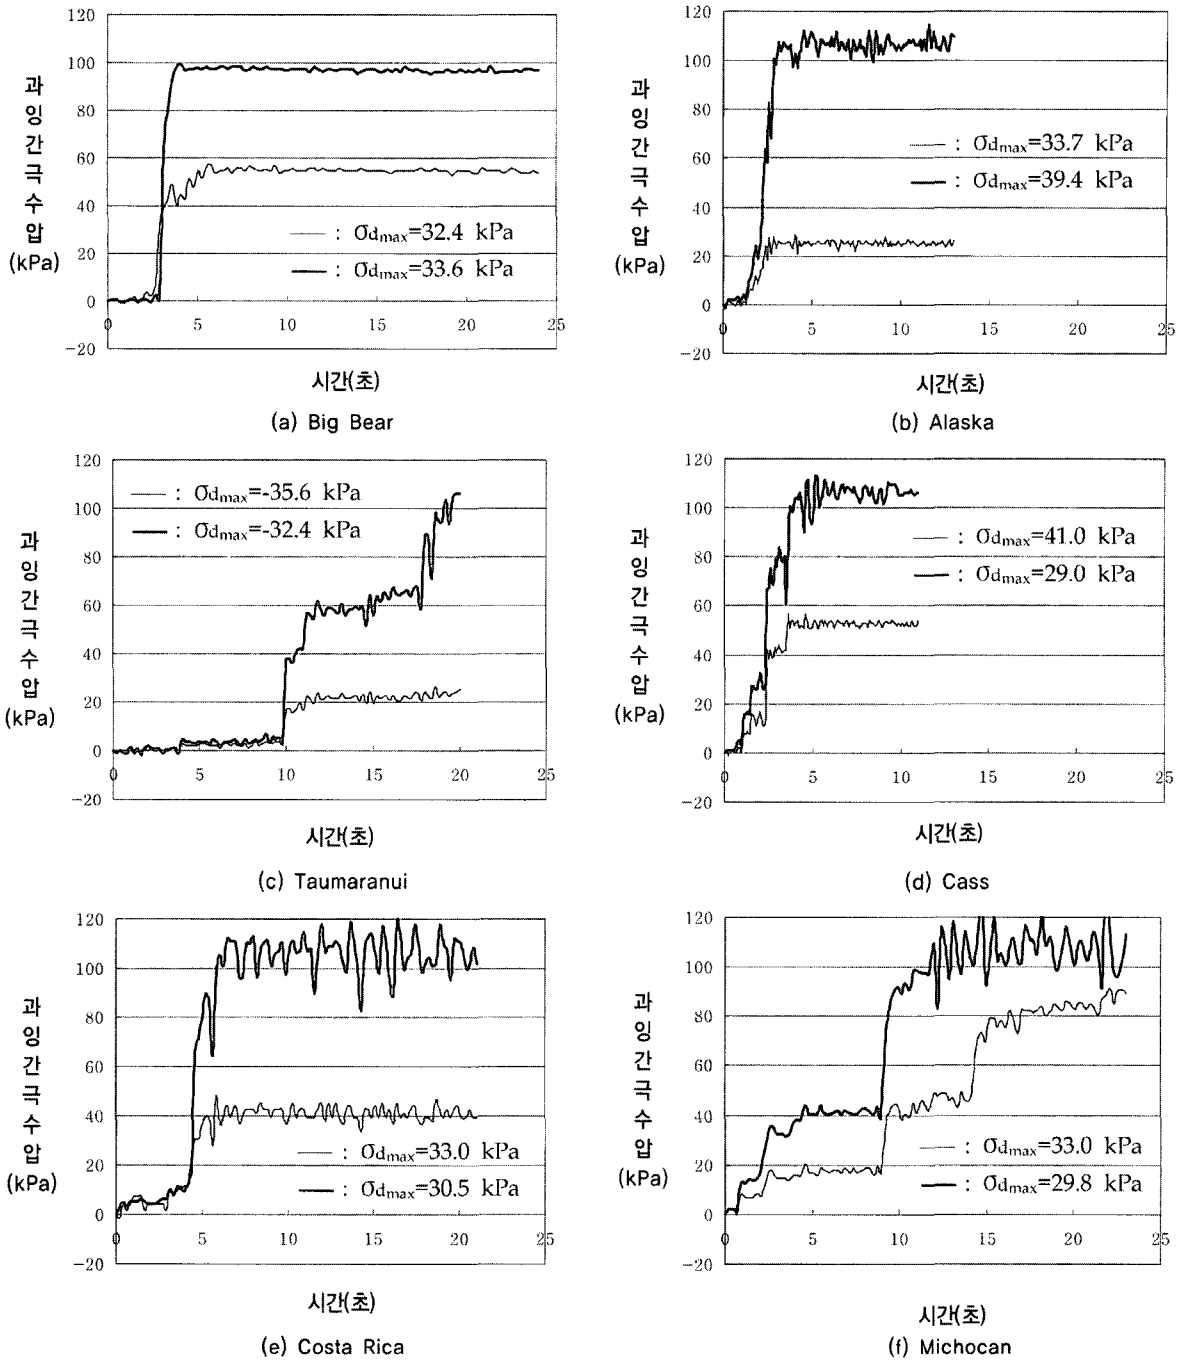 120
100
80
60
40
20
0
-20
0 5 10 15 20 25
과잉간극수압
(kPa)
: σdmax=32.4 kPa
: σdmax=33.6 kPa
시간(초)
(a) Big Bear
120
100
80
60
40
20
0
-20
0 5 10 15 20 25
과잉간극수압
(kPa)
: σdmax=33.7 kPa
: σdmax=39.4 kPa
시간(초)
(b) Alaska
120
100
80
60
40
20
0
-20
0 5 10 15 20 25
과잉간극수압
(kPa)
: σdmax=-35.6 kPa
: σdmax=-32.4 kPa
시간(초)
(c) Taumaranui
120
100
80
60
40
20
0
-20
0 5 10 15 20 25
과잉간극수압
(kPa)
: σdmax=41.0 kPa
: σdmax=29.0 kPa
시간(초)
(d) Cass
120
100
80
60
40
20
0
-20
0 5 10 15 20 25
과잉간극수압
(kPa)
: σdmax=33.0 kPa
: σdmax=30.5 kPa
시간(초)
(e) Costa Rica
120
100
80
60
40
20
0
-20
0 5 10 15 20 25
과잉간극수압
(kPa)
: σdmax=33.0 kPa
: σdmax=29.8 kPa
시간(초)
(f) Michocan